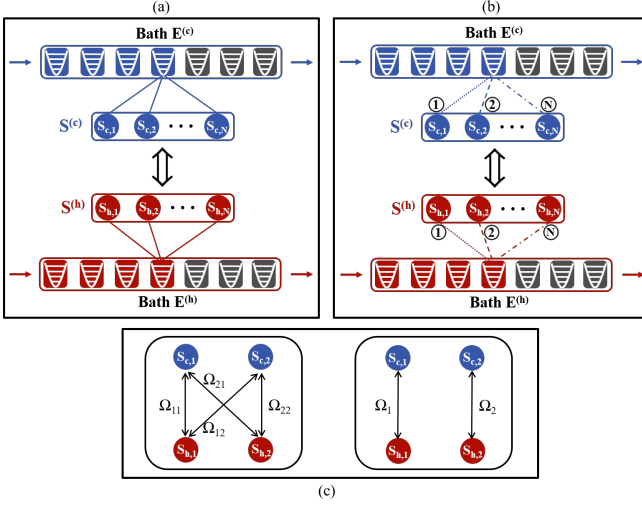 (a)
Bath E(c)
S(c)
Sc,1 Sc,2 ··· Sc,N
S(h)
Sh,1 Sh,2 ··· Sh,N
Bath E(h)
(b)
Bath E(c)
1 2 N
S(c)
Sc,1 Sc,2 ··· Sc,N
S(h)
Sh,1 Sh,2 ··· Sh,N
1 2 N
Bath E(h)
Sc,1 Sc,2
Ω21
Ω11 Ω22
Ω12
Sh,1 Sh,2
Sc,1 Sc,2
Ω1 Ω2
Sh,1 Sh,2
(c)